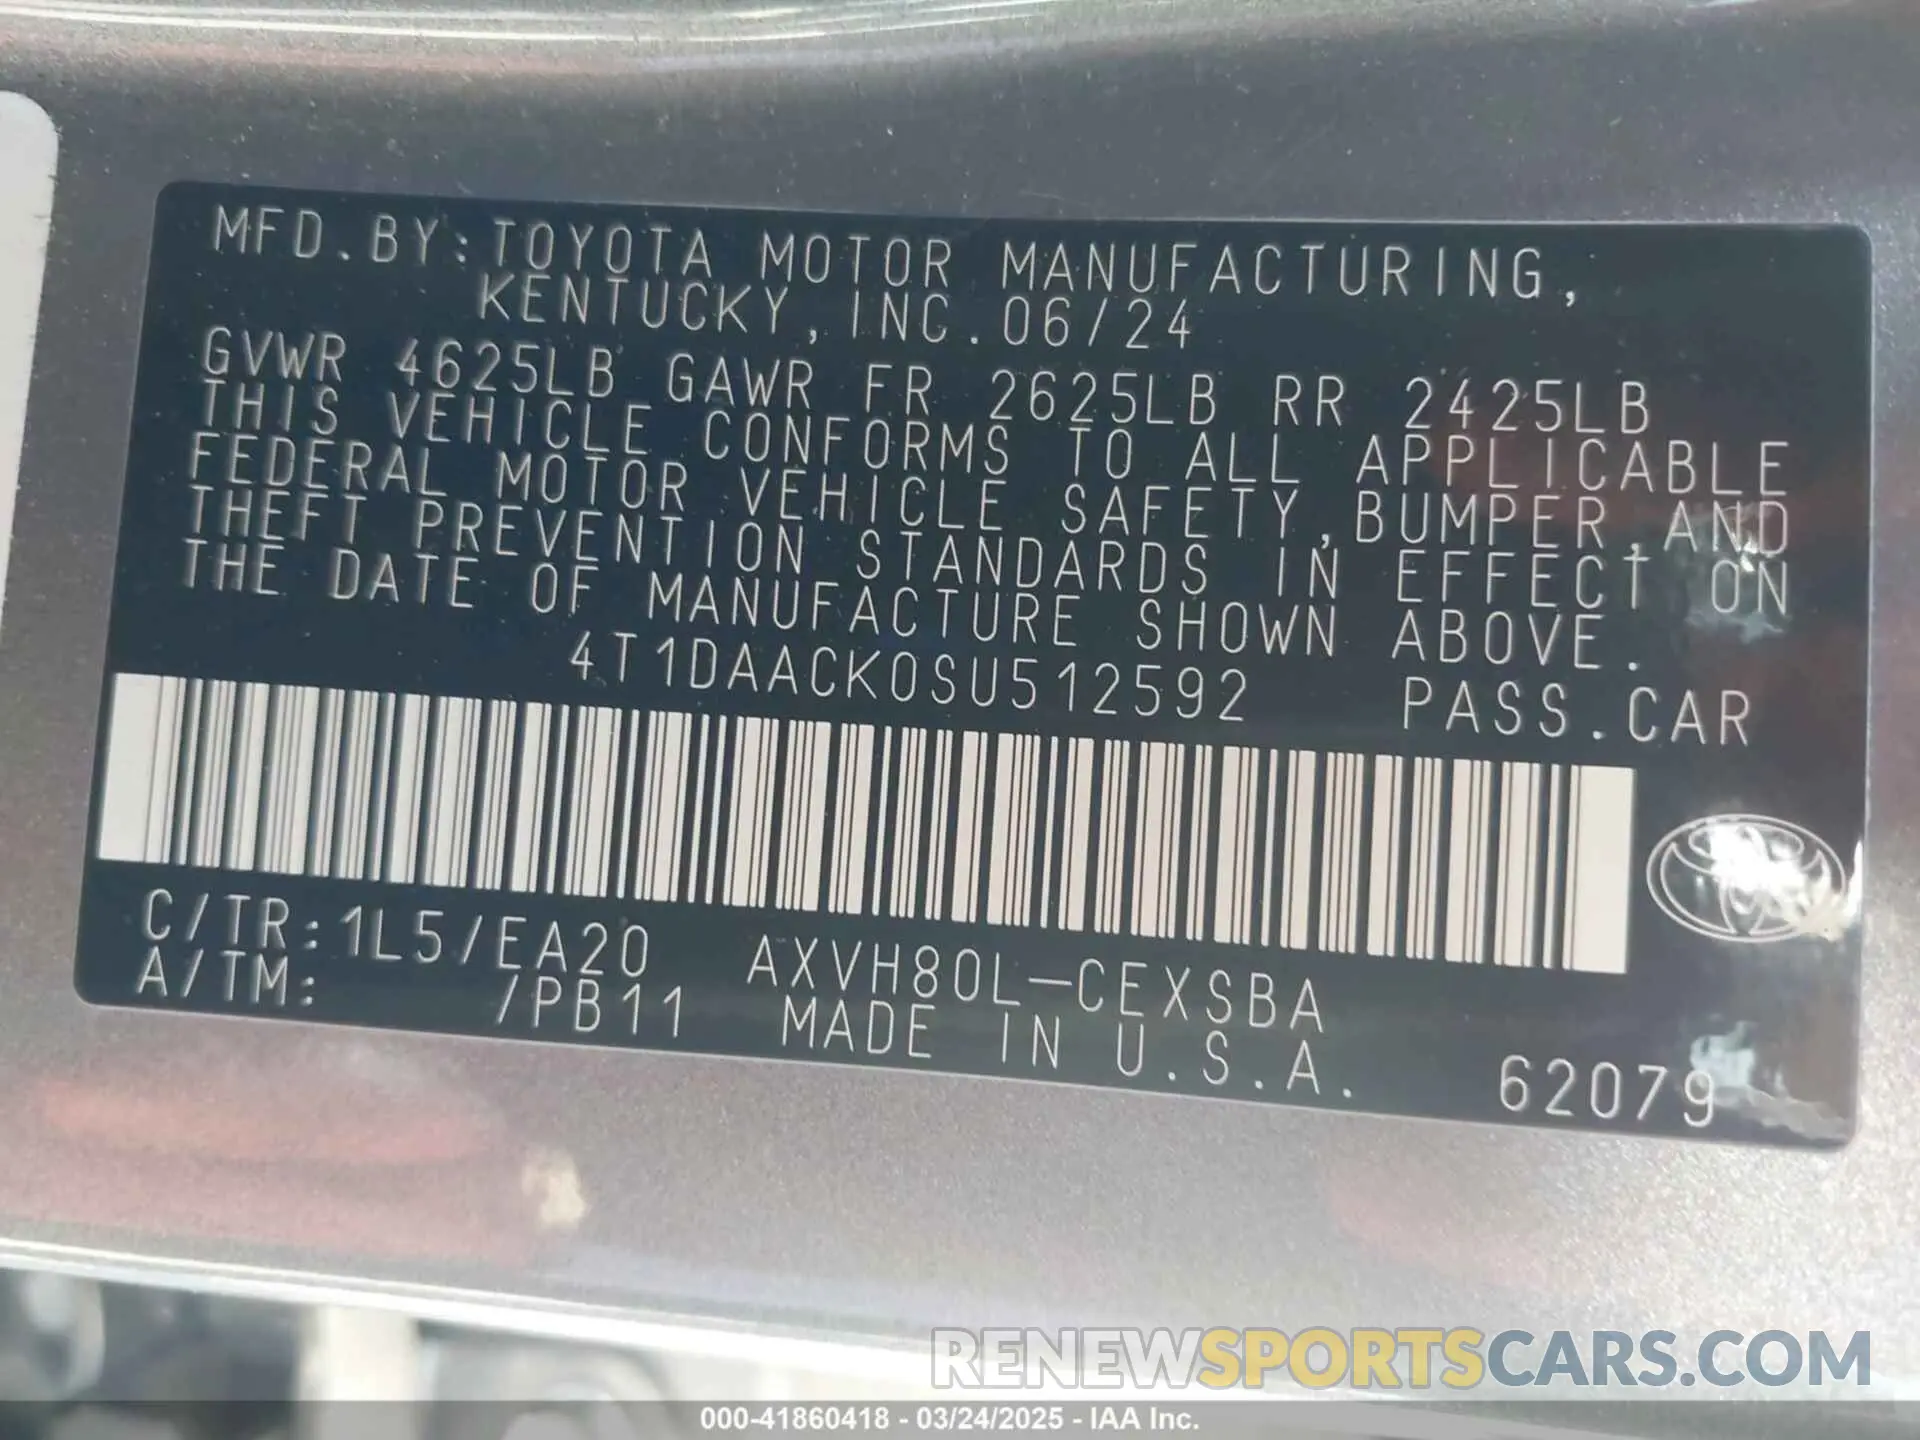 MFD.BY:TOYOTA MOTOR MANUFACTURING,
KENTUCKY,INC.06/24
GVWR 4625LB GAWR FR 2625LB RR 2425LB
THIS VEHICLE CONFORMS TO ALL APPLICABLE
FEDERAL MOTOR VEHICLE SAFETY,BUMPER,AND
THEFT PREVENTION STANDARDS IN EFFECT ON
THE DATE OF MANUFACTURE SHOWN ABOVE.
4T1DAACK0SU512592 PASS.CAR
C/TR:1L5/EA20 AXVH80L-CEXSBA
A/TM: /PB11 MADE IN U.S.A.
62079
RENEWSPORTSCARS.COM
000-41860418 - 03/24/2025 - IAA Inc.